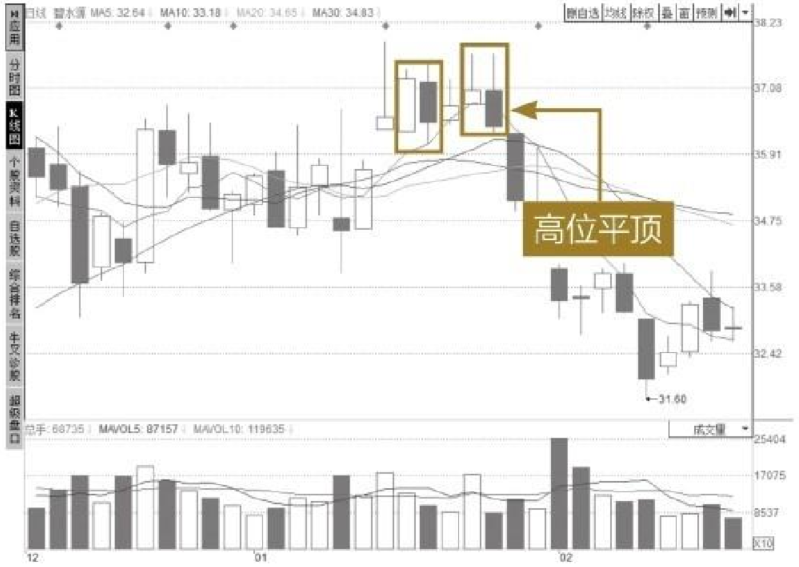 日线 碧水源 MA5: 32.64↓ MA10: 33.18↓ MA20: 34.65↓ MA30: 34.83↓
删自选 均线 除权 叠 画 预测
应用
分时图
K线图
个股资料
自选股
综合排名
牛叉诊股
超级盘口
38.23
37.08
35.91
34.75
33.58
32.42
高位平顶
31.60
总手: 68735↓ MAVOL5: 87157↓ MAVOL10: 119635↓
成交量
25404
17075
8537
X10
12
01
02